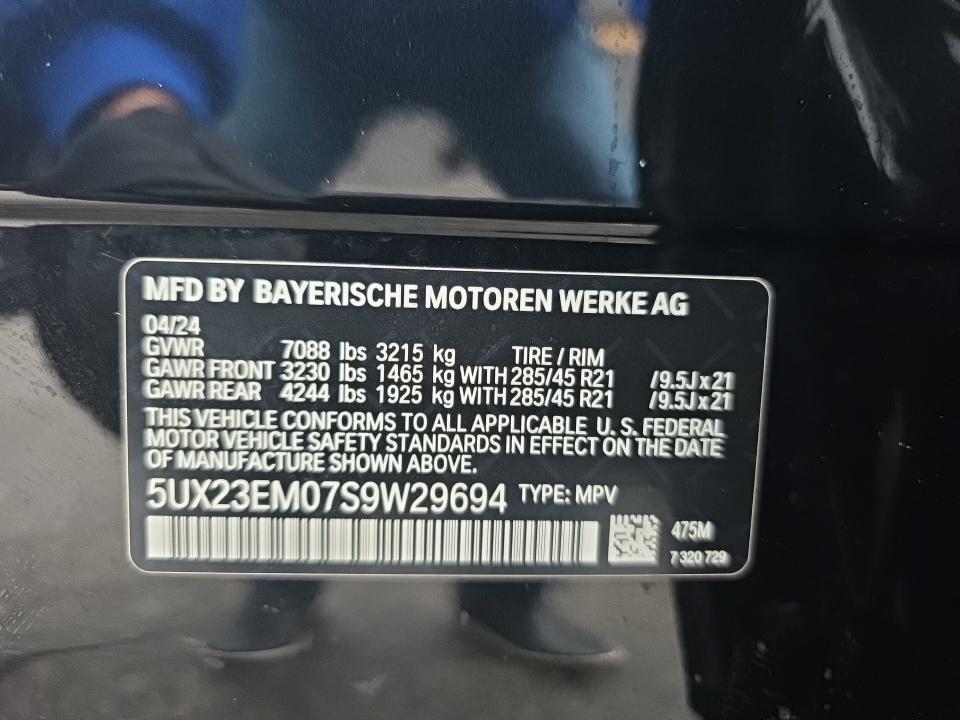 MFD BY BAYERISCHE MOTOREN WERKE AG
04/24
GVWR 7088 lbs 3215 kg TIRE / RIM
GAWR FRONT 3230 lbs 1465 kg WITH 285/45 R21 /9.5J x 21
GAWR REAR 4244 lbs 1925 kg WITH 285/45 R21 /9.5J x 21
THIS VEHICLE CONFORMS TO ALL APPLICABLE U. S. FEDERAL
MOTOR VEHICLE SAFETY STANDARDS IN EFFECT ON THE DATE
OF MANUFACTURE SHOWN ABOVE.
5UX23EM07S9W29694 TYPE: MPV
475M
7 320 729